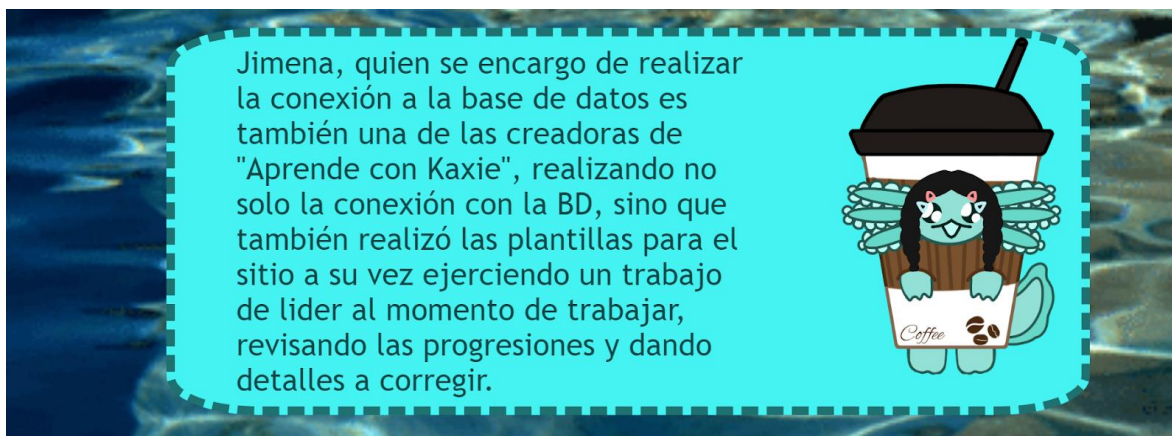 Jimena, quien se encargo de realizar
la conexión a la base de datos es
también una de las creadoras de
"Aprende con Kaxie", realizando no
solo la conexión con la BD, sino que
también realizó las plantillas para el
sitio a su vez ejerciendo un trabajo
de lider al momento de trabajar,
revisando las progresiones y dando
detalles a corregir.
Coffee